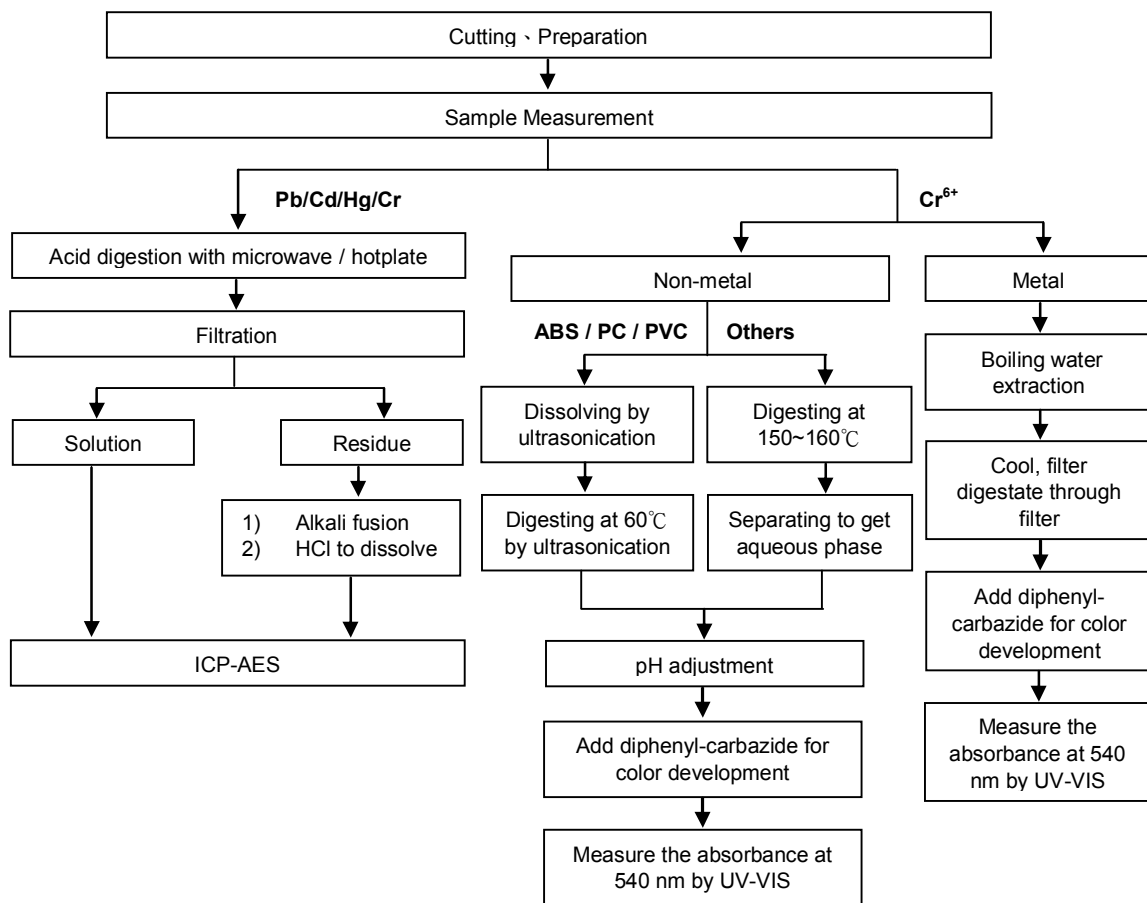 Cutting、Preparation
Sample Measurement
Pb/Cd/Hg/Cr
Acid digestion with microwave / hotplate
Filtration
Solution
Residue
1) Alkali fusion
2) HCl to dissolve
ICP-AES
Cr6+
Non-metal
ABS / PC / PVC
Dissolving by
ultrasonication
Digesting at 60℃
by ultrasonication
Others
Digesting at
150~160℃
Separating to get
aqueous phase
pH adjustment
Add diphenyl-carbazide for
color development
Measure the absorbance at
540 nm by UV-VIS
Metal
Boiling water
extraction
Cool, filter
digestate through
filter
Add diphenyl-
carbazide for color
development
Measure the
absorbance at 540
nm by UV-VIS